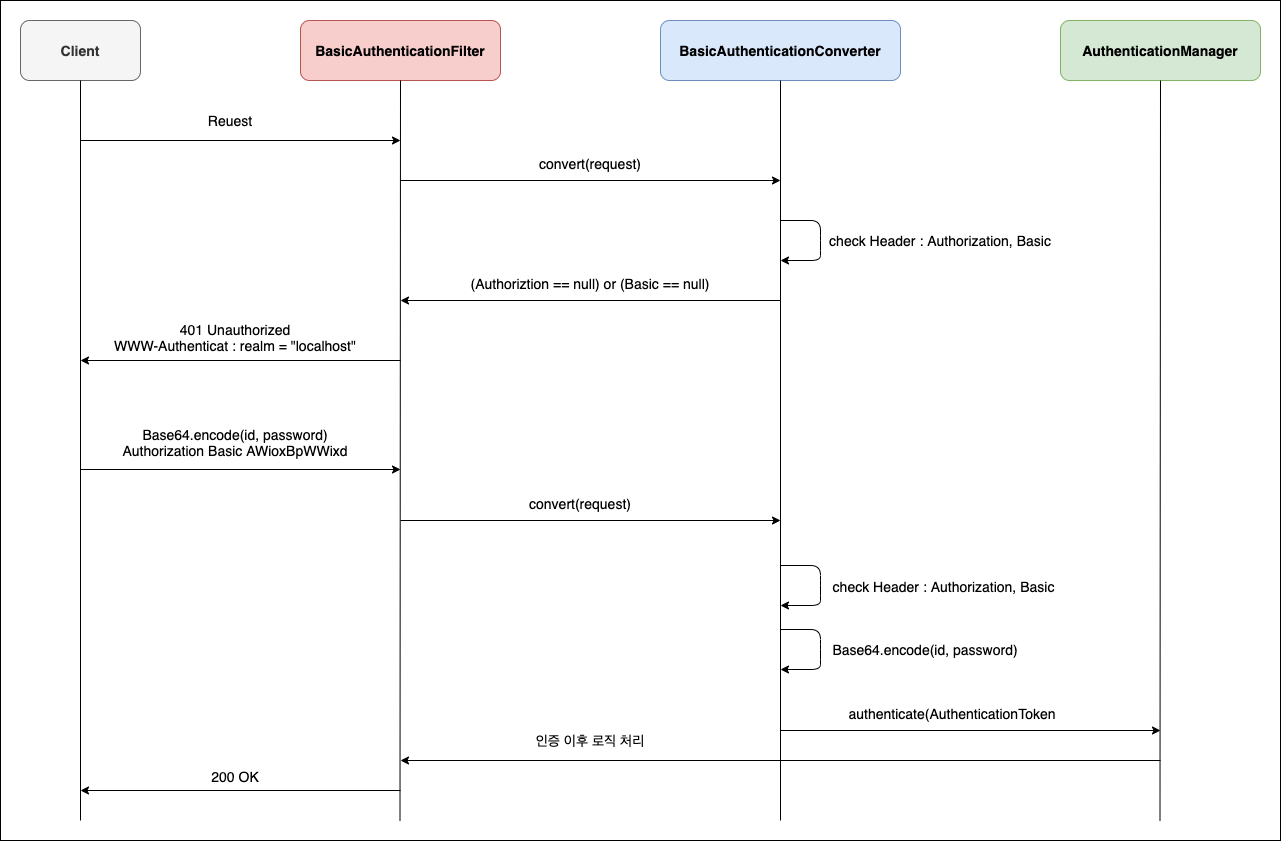 Client
BasicAuthenticationFilter
BasicAuthenticationConverter
AuthenticationManager
Reuest
convert(request)
check Header : Authorization, Basic
(Authoriztion == null) or (Basic == null)
401 Unauthorized
WWW-Authenticat : realm = "localhost"
Base64.encode(id, password)
Authorization Basic AWioxBpWWixd
convert(request)
check Header : Authorization, Basic
Base64.encode(id, password)
authenticate(AuthenticationToken
인증 이후 로직 처리
200 OK